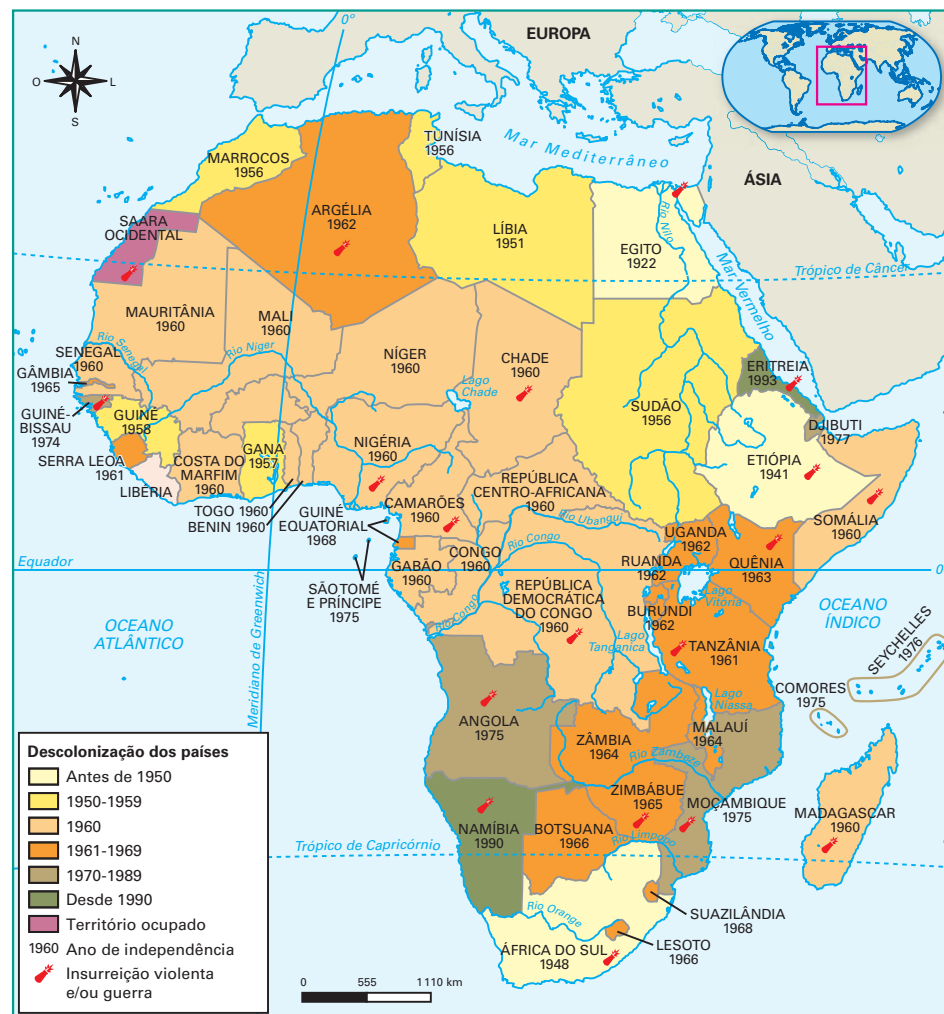 EUROPA
0°
N
O
L
S
TUNÍSIA
1956
Mar Mediterrâneo
MARROCOS
1956
ÁSIA
ARGÉLIA
1962
SAARA
OCIDENTAL
LÍBIA
1951
EGITO
1922
Rio Nilo
Trópico de Câncer
Mar Vermelho
MAURITÂNIA
1960
MALI
1960
NÍGER
1960
CHADE
1960
Rio Senegal
Rio Niger
SENEGAL
1960
ERITREIA
1993
GÂMBIA
1965
Lago
Chade
SUDÃO
1956
GUINÉ-
BISSAU
1974
GUINÉ
1958
DJIBUTI
1977
NIGÉRIA
1960
GANA
1957
ETIÓPIA
1941
SERRA LEOA
1961
COSTA DO
MARFIM
1960
LIBÉRIA
REPÚBLICA
CENTRO-AFRICANA
1960
TOGO 1960
BENIN 1960
CAMARÕES
1960
SOMÁLIA
1960
GUINÉ
EQUATORIAL
1968
Rio Ubangui
UGANDA
1962
Rio Congo
CONGO
1960
GABÃO
1960
RUANDA
1962
QUÊNIA
1963
Equador
0°
SÃO TOMÉ
E PRÍNCIPE
1975
REPÚBLICA
DEMOCRÁTICA
DO CONGO
1960
Lago
Vitória
BURUNDI
1962
OCEANO
ATLÂNTICO
OCEANO
ÍNDICO
Rio Congo
Lago
Tanganica
TANZÂNIA
1961
SEYCHELLES
1976
Meridiano de Greenwich
COMORES
1975
Lago
Niassa
ANGOLA
1975
ZÂMBIA
1964
MALAUÍ
1964
Rio Zambeze
ZIMBÁBUE
1965
MOÇAMBIQUE
1975
MADAGASCAR
1960
NAMÍBIA
1990
BOTSUANA
1966
Rio Limpopo
Trópico de Capricórnio
Rio Orange
SUAZILÂNDIA
1968
LESOTO
1966
ÁFRICA DO SUL
1948
Descolonização dos países
Antes de 1950
1950-1959
1960
1961-1969
1970-1989
Desde 1990
Território ocupado
1960 Ano de independência
Insurreição violenta
e/ou guerra
0 555 1 110 km